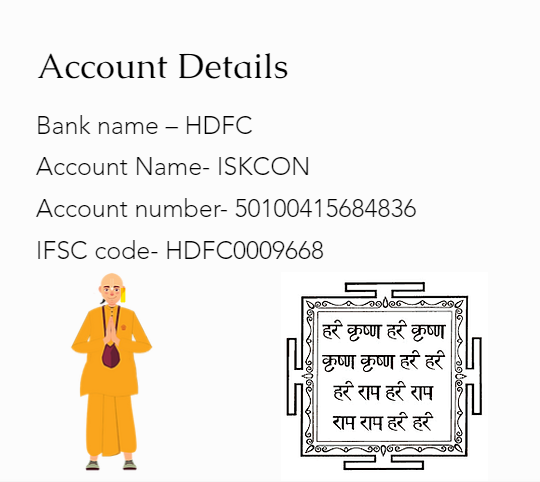 Account Details
Bank name – HDFC
Account Name- ISKCON
Account number- 50100415684836
IFSC code- HDFC0009668
हरे कृष्ण हरे कृष्ण
कृष्ण कृष्ण हरे हरे
हरे राम हरे राम
राम राम हरे हरे